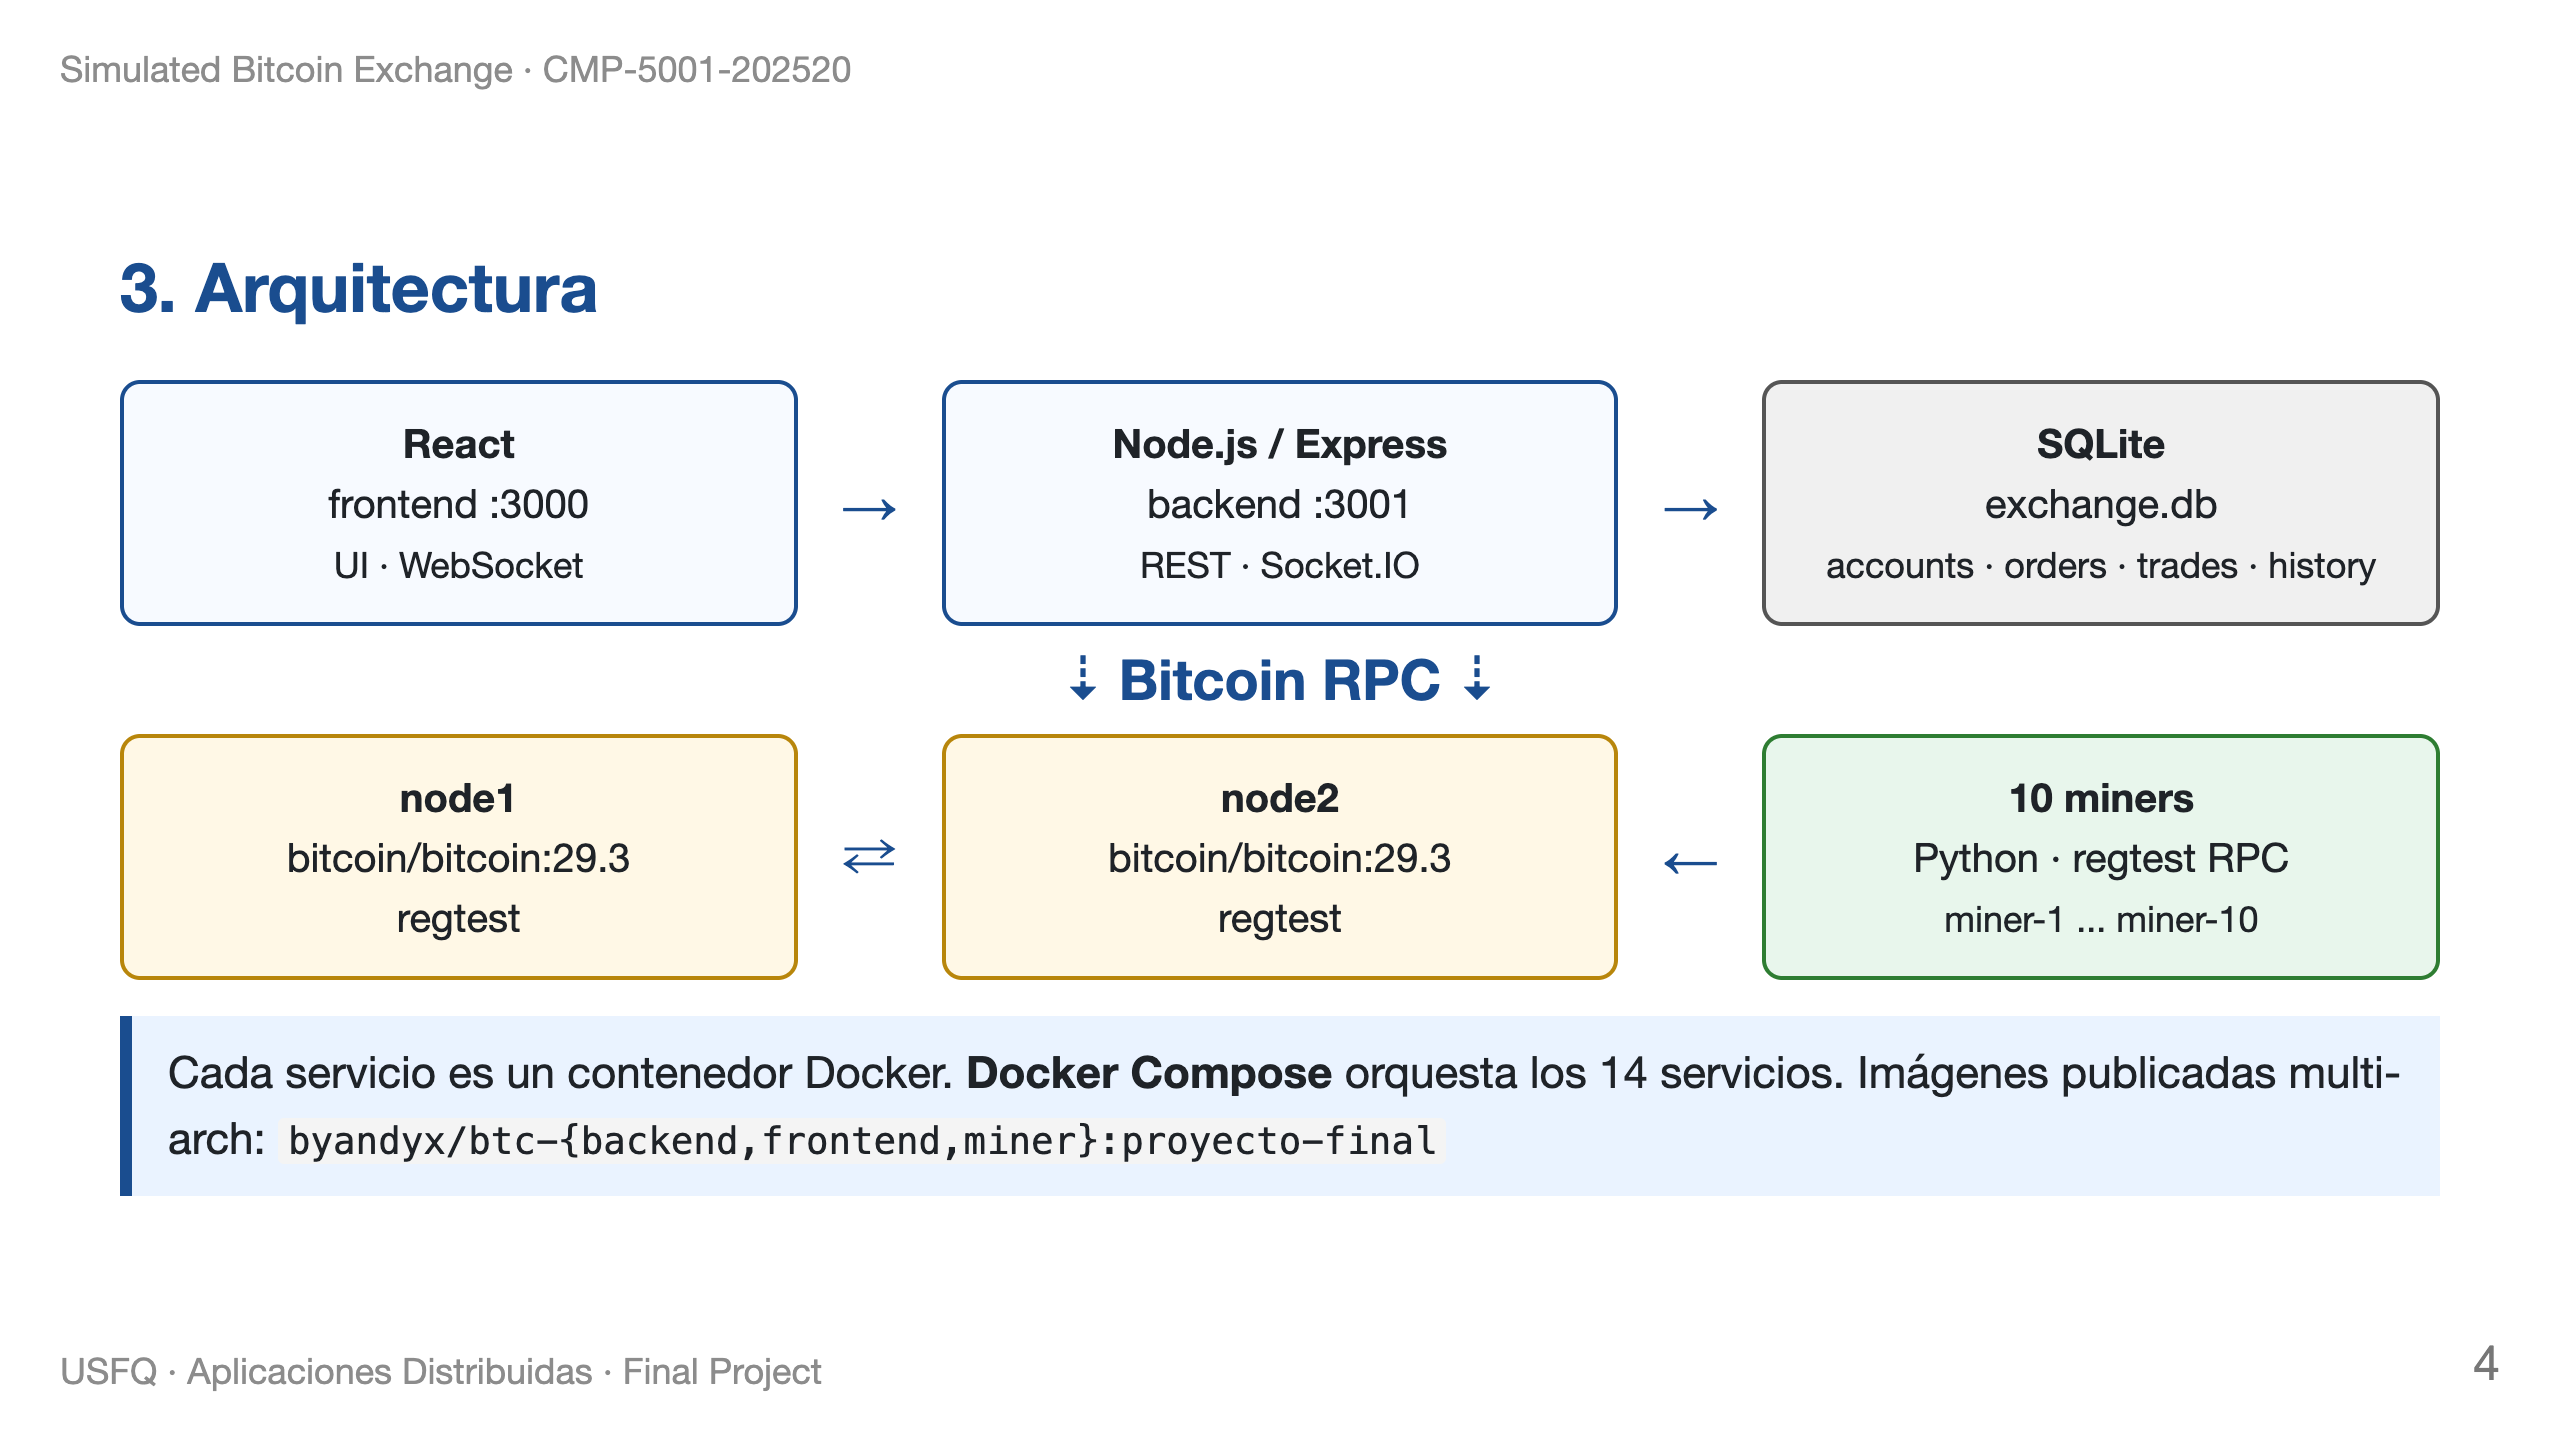 Simulated Bitcoin Exchange · CMP-5001-202520
3. Arquitectura
React
frontend :3000
UI · WebSocket
→
Node.js / Express
backend :3001
REST · Socket.IO
→
SQLite
exchange.db
accounts · orders · trades · history
⇣ Bitcoin RPC ⇣
node1
bitcoin/bitcoin:29.3
regtest
⇄
node2
bitcoin/bitcoin:29.3
regtest
←
10 miners
Python · regtest RPC
miner-1 ... miner-10
Cada servicio es un contenedor Docker. Docker Compose orquesta los 14 servicios. Imágenes publicadas multi-
arch: byandyx/btc-{backend,frontend,miner}:proyecto-final
USFQ · Aplicaciones Distribuidas · Final Project
4